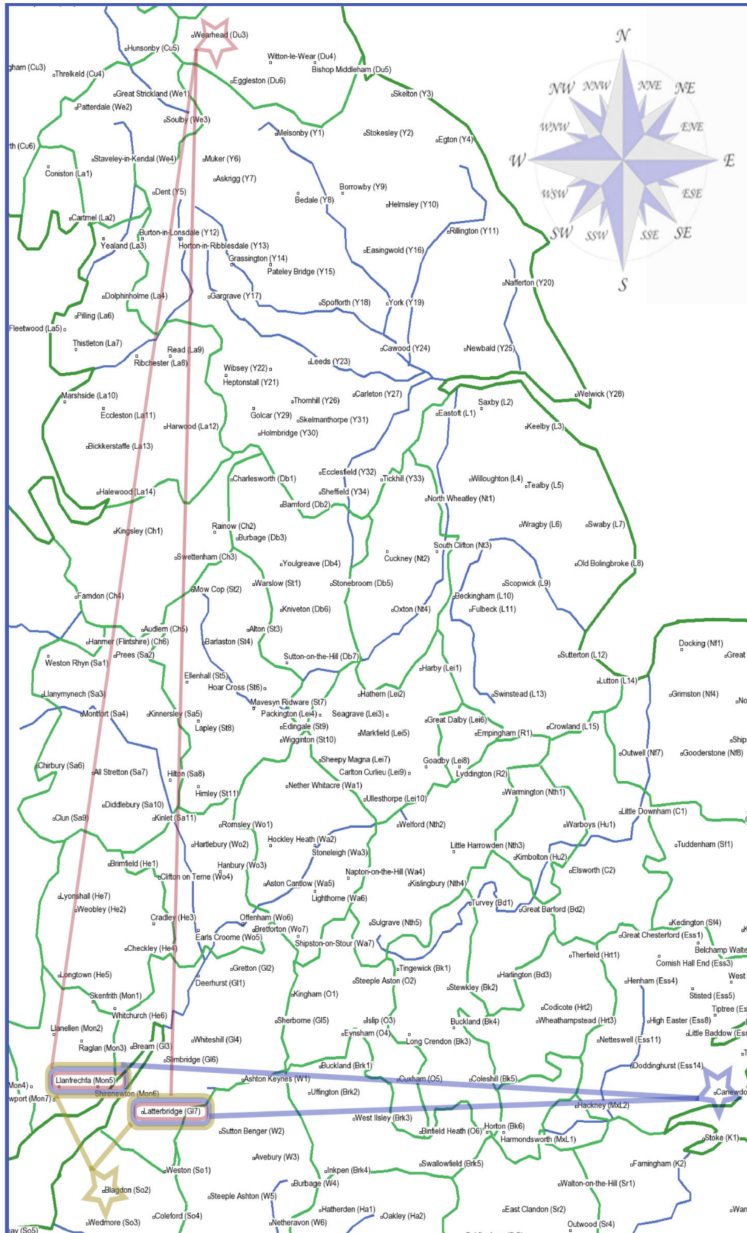 Wearhead (Du3)
Hunsonby (Cu5)
Witton-le-Wear (Du4)
Bishop Middleham (Du5)
gham (Cu3)
Threlkeld (Cu4)
Eggleston (Du6)
Great Strickland (We1)
Skelton (Y3)
Patterdale (We2)
Soulby (We3)
Melsonby (Y1)
Stokesley (Y2)
Egton (Y4)
th (Cu6)
Staveley-in-Kendal (We4)
Muker (Y6)
Coniston (La1)
Askrigg (Y7)
Dent (Y5)
Bedale (Y8)
Borrowby (Y9)
Helmsley (Y10)
Cartmel (La2)
Burton-in-Lonsdale (Y12)
Rillington (Y11)
Yealand (La3)
Horton-in-Ribblesdale (Y13)
Easingwold (Y16)
Grassington (Y14)
Pateley Bridge (Y15)
Nafferton (Y20)
Dolphinholme (La4)
Gargrave (Y17)
Spofforth (Y18)
York (Y19)
Pilling (La6)
Fleetwood (La5)
Thistleton (La7)
Read (La9)
Cawood (Y24)
Newbald (Y25)
Ribchester (La8)
Leeds (Y23)
Wibsey (Y22)
Heptonstall (Y21)
Marshside (La10)
Thornhill (Y26)
Carleton (Y27)
Welwick (Y28)
Eccleston (La11)
Golcar (Y29)
Saxby (L2)
Eastoft (L1)
Harwood (La12)
Skelmanthorpe (Y31)
Keelby (L3)
Holmbridge (Y30)
Bickkerstaffe (La13)
Ecclesfield (Y32)
Charlesworth (Db1)
Tickhill (Y33)
Willoughton (L4)
Tealby (L5)
Halewood (La14)
Sheffield (Y34)
North Wheatley (Nt1)
Bamford (Db2)
Kingsley (Ch1)
Rainow (Ch2)
Wragby (L6)
Swaby (L7)
Burbage (Db3)
South Clifton (Nt3)
Swettenham (Ch3)
Cuckney (Nt2)
Youlgreave (Db4)
Old Bolingbroke (L8)
Mow Cop (St2)
Warslow (St1)
Stonebroom (Db5)
Scopwick (L9)
Farndon (Ch4)
Beckingham (L10)
Kniveton (Db6)
Oxton (Nt4)
Fulbeck (L11)
Audlem (Ch5)
Alton (St3)
Hanmer (Flintshire) (Ch6)
Barlaston (St4)
Docking (Nf1)
Prees (Sa2)
Sutton-on-the-Hill (Db7)
Sutterton (L12)
Great
Weston Rhyn (Sa1)
Harby (Lei1)
Ellenhall (St5)
Lutton (L14)
Hoar Cross (St6)
Hathern (Lei2)
Swinstead (L13)
Grimston (Nf4)
Llanymynech (Sa3)
No
Mavesyn Ridware (St7)
Montfort (Sa4)
Kinnersley (Sa5)
Packington (Lei4)
Seagrave (Lei3)
Great Dalby (Lei6)
Crowland (L15)
Lapley (St8)
Edingale (St9)
Markfield (Lei5)
Empingham (R1)
Ship
Wigginton (St10)
Outwell (Nf7)
Gooderstone (Nf8)
Chirbury (Sa6)
Sheepy Magna (Lei7)
Goadby (Lei8)
All Stretton (Sa7)
Hilton (Sa8)
Carlton Curlieu (Lei9)
Lyddington (R2)
Himley (St11)
Nether Whitacre (Wa1)
Warmington (Nth1)
Diddlebury (Sa10)
Ullesthorpe (Lei10)
Little Downham (C1)
Clun (Sa9)
Kinlet (Sa11)
Romsley (Wo1)
Welford (Nth2)
Warboys (Hu1)
Hartlebury (Wo2)
Hockley Heath (Wa2)
Little Harrowden (Nth3)
Tuddenham (Sf1)
Stoneleigh (Wa3)
Kimbolton (Hu2)
Brimfield (He1)
Hanbury (Wo3)
Elsworth (C2)
Clifton on Teme (Wo4)
Napton-on-the-Hill (Wa4)
Aston Cantlow (Wa5)
Kislingbury (Nth4)
Lyonshall (He7)
Lighthorne (Wa6)
Turvey (Bd1)
Weobley (He2)
Great Barford (Bd2)
Cradley (He3)
Offenham (Wo6)
Sulgrave (Nth5)
Kedington (Sf4)
Bretforton (Wo7)
Great Chesterford (Ess1)
Earls Croome (Wo5)
Shipston-on-Stour (Wa7)
Belchamp Walte
Checkley (He4)
Therfield (Hrt1)
Cornish Hall End (Ess3)
Gretton (Gl2)
Tingewick (Bk1)
Longtown (He5)
Deerhurst (Gl1)
Steeple Aston (O2)
Harlington (Bd3)
Henham (Ess4)
West
Stewkley (Bk2)
Stisted (Ess5)
Skenfrith (Mon1)
Kingham (O1)
Codicote (Hrt2)
Tiptree (Es
Whitchurch (He6)
Sherborne (Gl5)
Islip (O3)
Buckland (Bk4)
Wheathampstead (Hrt3)
High Easter (Ess8)
Llanellen (Mon2)
Eynsham (O4)
Little Baddow (Ess
Raglan (Mon3)
Bream (Gl3)
Whiteshill (Gl4)
Long Crendon (Bk3)
Netteswell (Ess11)
Slimbridge (Gl6)
Buckland (Brk1)
Doddinghurst (Ess14)
Mon4)
Llanfrechfa (Mon5)
Ashton Keynes (W1)
Cuxham (O5)
Coleshill (Bk5)
wport (Mon7)
Shirenewton (Mon6)
Uffington (Brk2)
Canewdo
Latterbridge (Gl7)
West Ilsley (Brk3)
Hackney (MxL2)
Sutton Benger (W2)
Binfield Heath (O6)
Horton (Bk6)
Harmondsworth (MxL1)
Stoke (K1)
Avebury (W3)
Weston (So1)
Inkpen (Brk4)
Swallowfield (Brk5)
Farningham (K2)
Blagdon (So2)
Burbage (W4)
Walton-on-the-Hill (Sr1)
Steeple Ashton (W5)
Wedmore (So3)
Coleford (So4)
Hatherden (Ha1)
East Clandon (Sr2)
Wan
ay (So5)
Netheravon (W6)
Oakley (Ha2)
Outwood (Sr4)
N
NNE
NE
ENE
E
ESE
SE
SSE
S
SSW
SW
WSW
W
WNW
NW
NNW